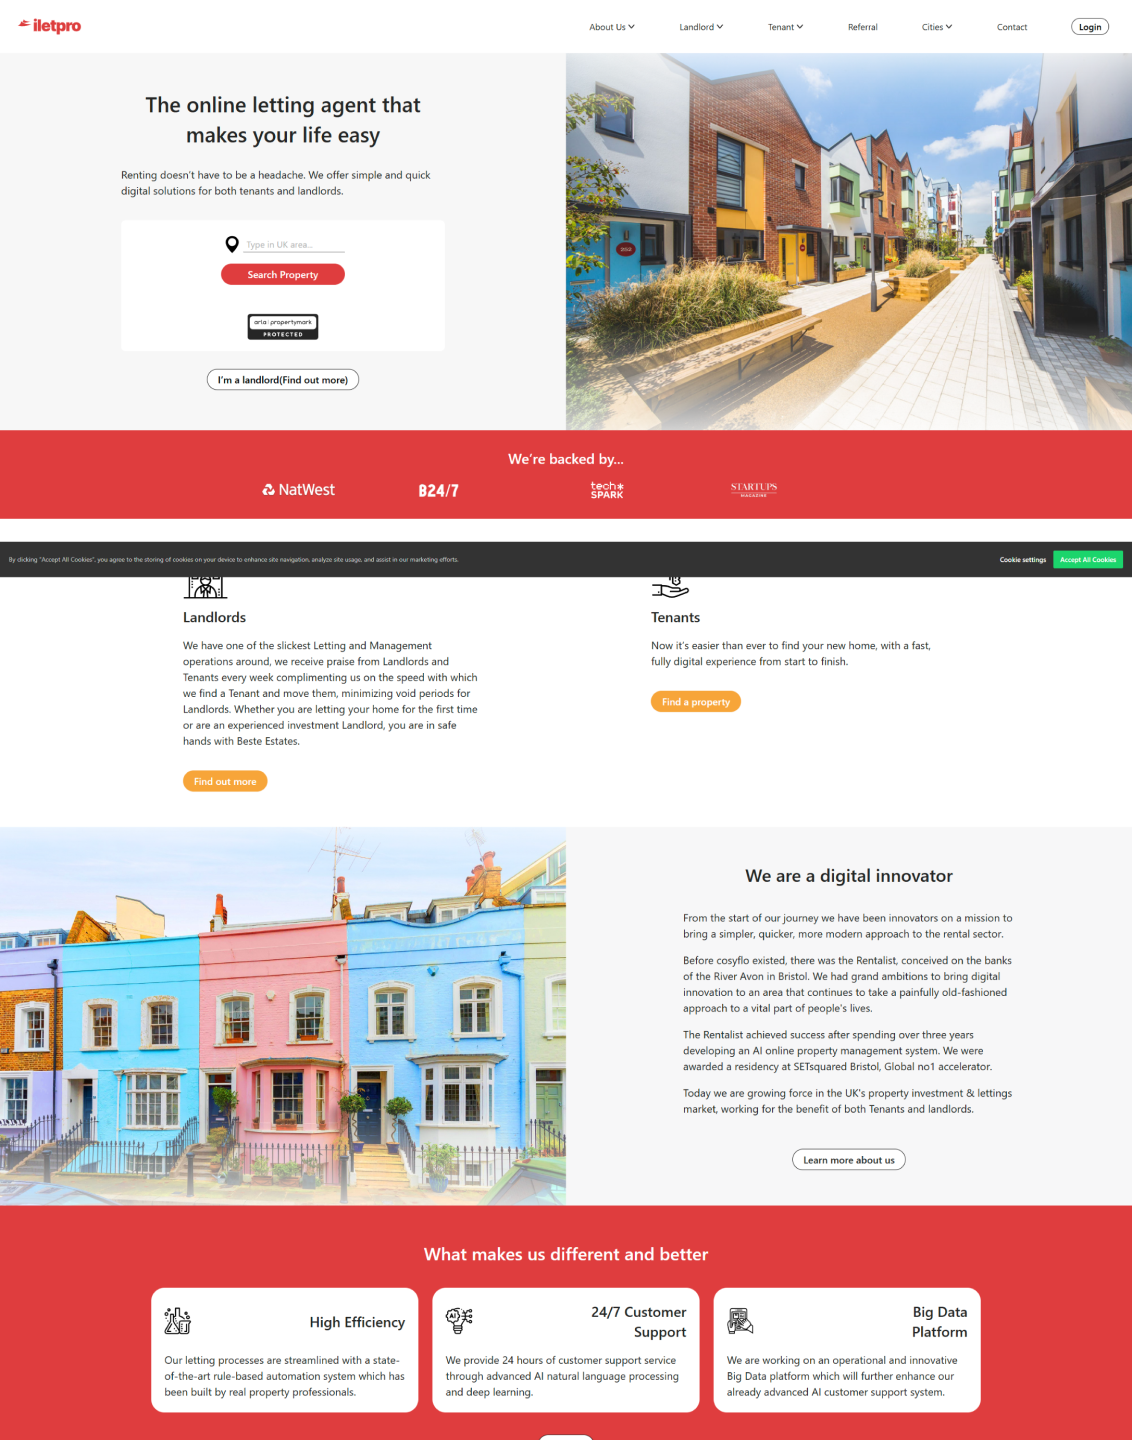 iletpro
About Us
Landlord
Tenant
Referral
Cities
Contact
Login
The online letting agent that
makes your life easy
Renting doesn't have to be a headache. We offer simple and quick
digital solutions for both tenants and landlords.
Type in UK area...
Search Property
arla | propertymark
PROTECTED
I'm a landlord(Find out more)
We're backed by...
NatWest
B24/7
tech
SPARK
STARTUPS
MAGAZINE
By clicking "Accept All Cookies", you agree to the storing of cookies on your device to enhance site navigation, analyze site usage, and assist in our marketing efforts.
Cookie settings
Accept All Cookies
Landlords
We have one of the slickest Letting and Management
operations around, we receive praise from Landlords and
Tenants every week complimenting us on the speed with which
we find a Tenant and move them, minimizing void periods for
Landlords. Whether you are letting your home for the first time
or are an experienced investment Landlord, you are in safe
hands with Beste Estates.
Find out more
Tenants
Now it's easier than ever to find your new home, with a fast,
fully digital experience from start to finish.
Find a property
We are a digital innovator
From the start of our journey we have been innovators on a mission to
bring a simpler, quicker, more modern approach to the rental sector.
Before cosyflo existed, there was the Rentalist, conceived on the banks
of the River Avon in Bristol. We had grand ambitions to bring digital
innovation to an area that continues to take a painfully old-fashioned
approach to a vital part of people's lives.
The Rentalist achieved success after spending over three years
developing an AI online property management system. We were
awarded a residency at SETsquared Bristol, Global no1 accelerator.
Today we are growing force in the UK's property investment & lettings
market, working for the benefit of both Tenants and landlords.
Learn more about us
What makes us different and better
High Efficiency
Our letting processes are streamlined with a state-
of-the-art rule-based automation system which has
been built by real property professionals.
AI
24/7 Customer
Support
We provide 24 hours of customer support service
through advanced AI natural language processing
and deep learning.
Big Data
Platform
We are working on an operational and innovative
Big Data platform which will further enhance our
already advanced AI customer support system.